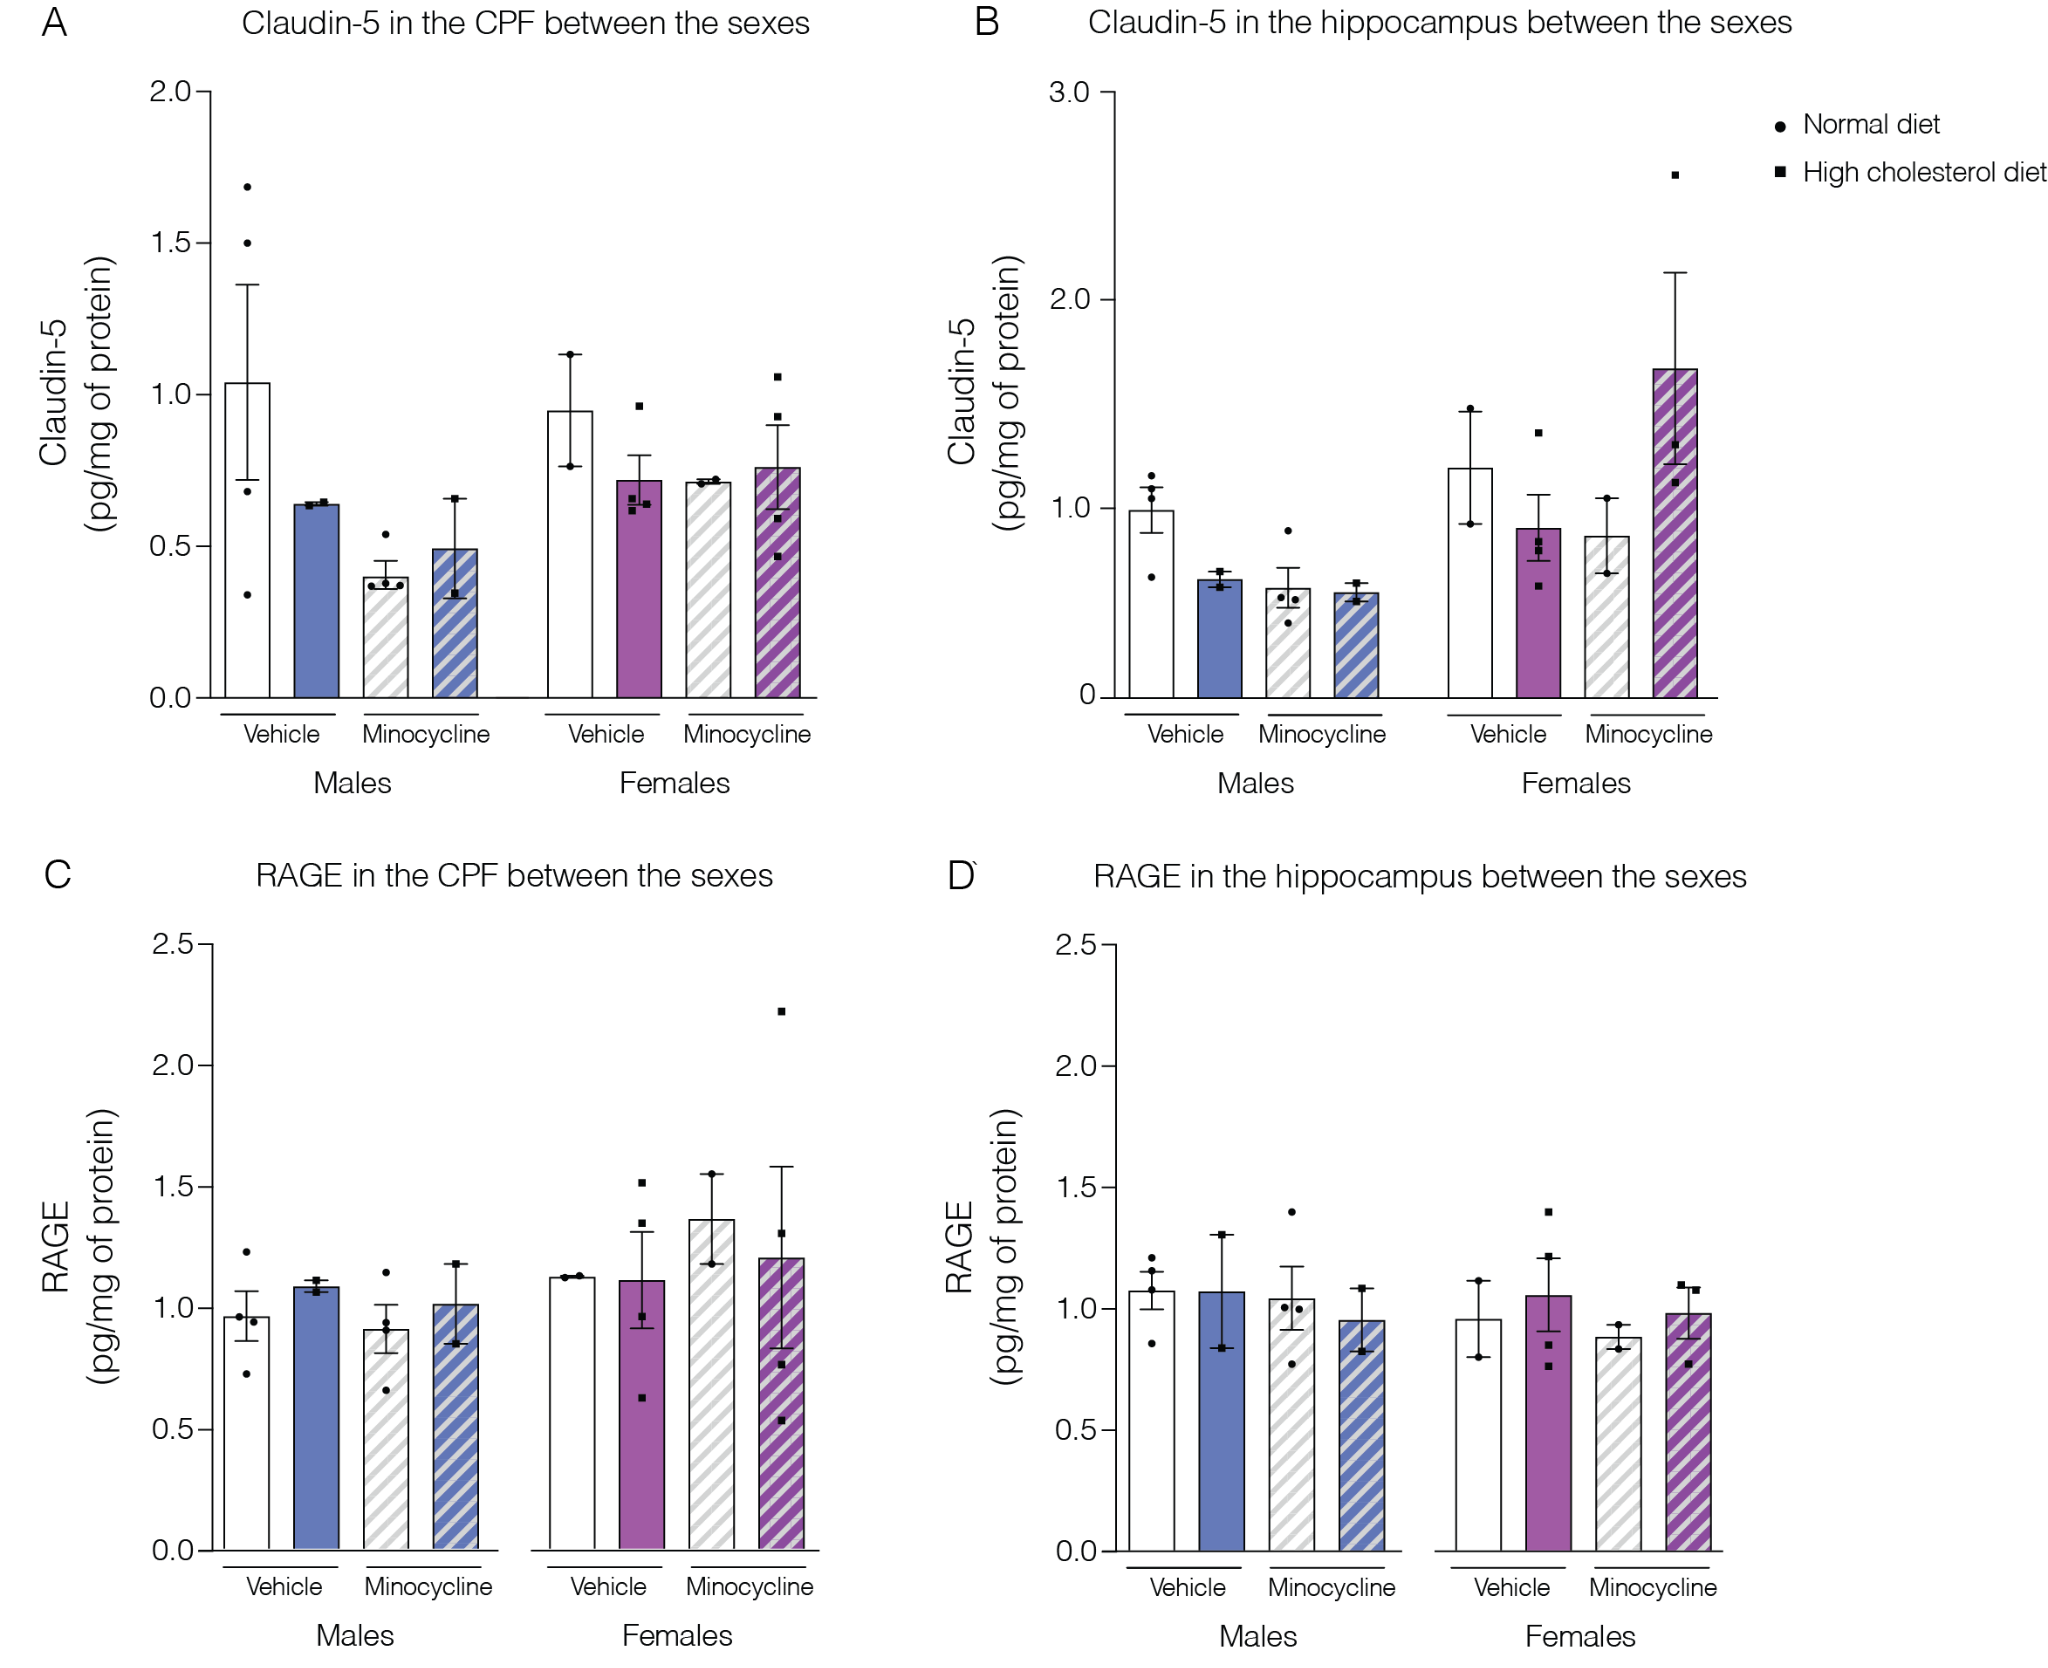 A
Claudin-5 in the CPF between the sexes
2.0
1.5
1.0
0.5
0.0
Claudin-5
(pg/mg of protein)
Vehicle
Minocycline
Vehicle
Minocycline
Males
Females
B
Claudin-5 in the hippocampus between the sexes
3.0
2.0
1.0
0
Claudin-5
(pg/mg of protein)
Vehicle
Minocycline
Vehicle
Minocycline
Males
Females
Normal diet
High cholesterol diet
C
RAGE in the CPF between the sexes
2.5
2.0
1.5
1.0
0.5
0.0
RAGE
(pg/mg of protein)
Vehicle
Minocycline
Vehicle
Minocycline
Males
Females
D`
RAGE in the hippocampus between the sexes
2.5
2.0
1.5
1.0
0.5
0.0
RAGE
(pg/mg of protein)
Vehicle
Minocycline
Vehicle
Minocycline
Males
Females